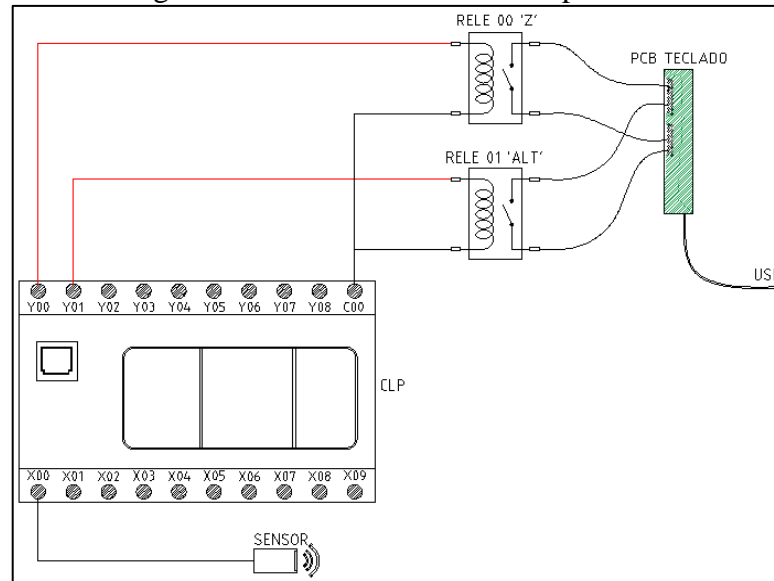 RELE 00 'Z'
PCB TECLADO
RELE 01 'ALT'
Y00 Y01 Y02 Y03 Y04 Y05 Y06 Y07 Y08 C00
CLP
X00 X01 X02 X03 X04 X05 X06 X07 X08 X09
SENSOR